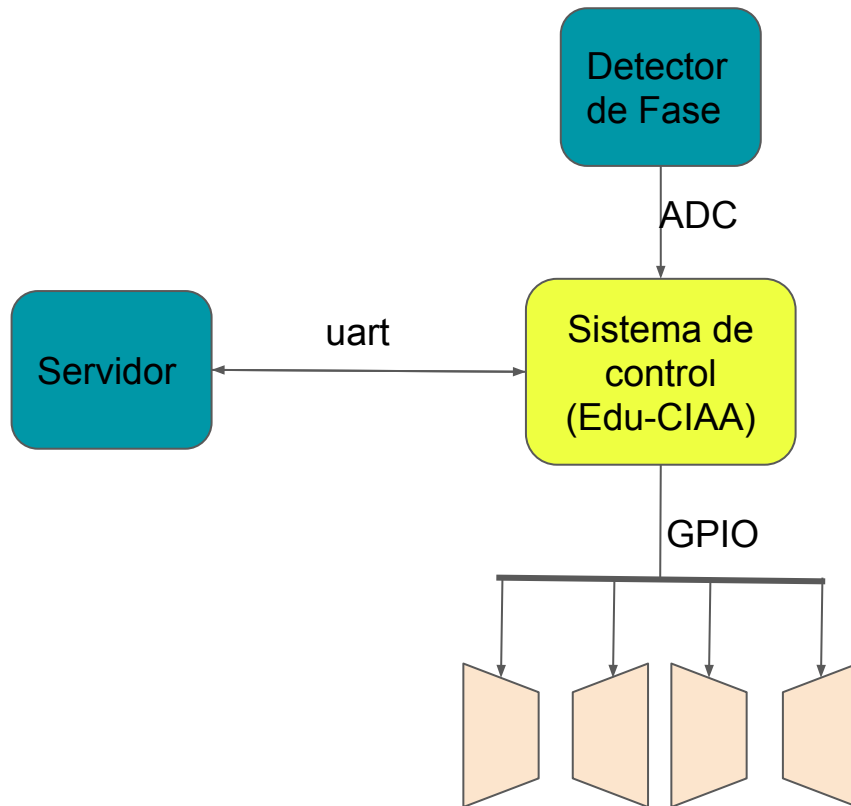 Detector
de Fase
ADC
uart
Servidor
Sistema de
control
(Edu-CIAA)
GPIO